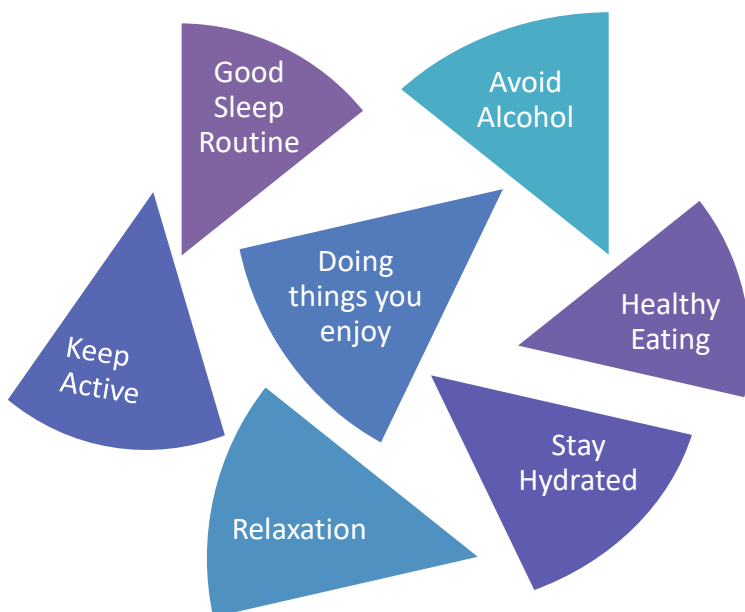 Good
Sleep
Routine
Avoid
Alcohol
Doing
things you
enjoy
Healthy
Eating
Keep
Active
Stay
Hydrated
Relaxation